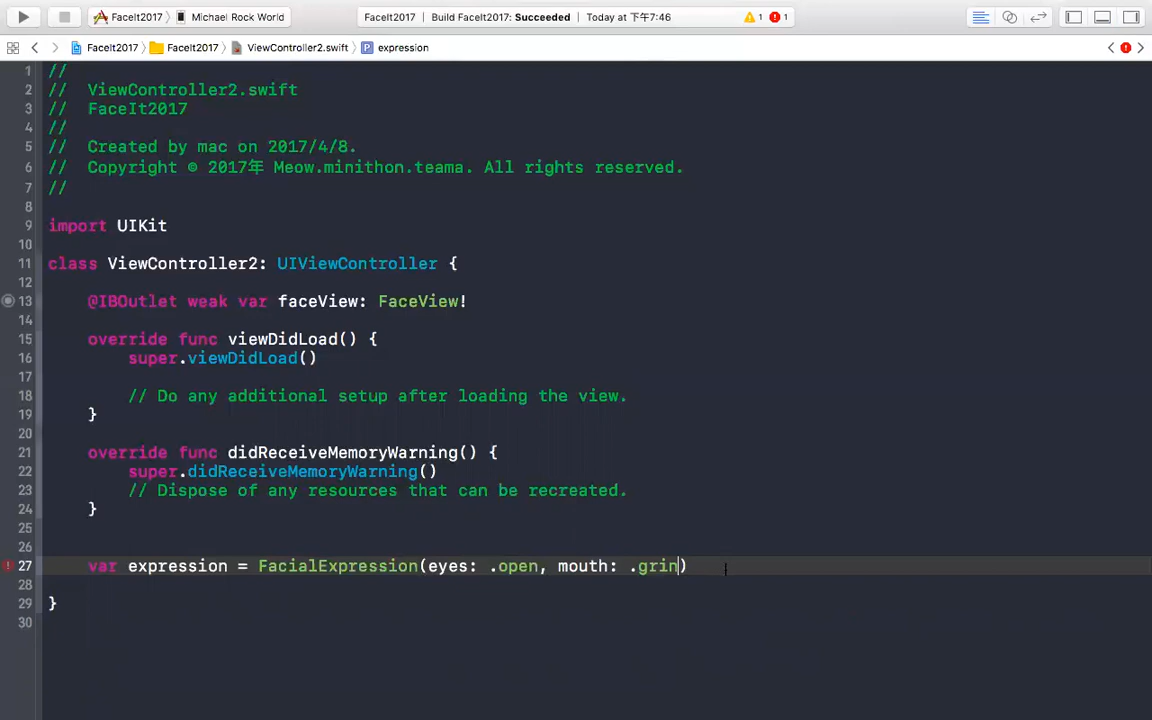 FaceIt2017 Michael Rock World FaceIt2017 Build FaceIt2017: Succeeded Today at 下午7:46 1 1
FaceIt2017 FaceIt2017 ViewController2.swift P expression
1 //
2 // ViewController2.swift
3 // FaceIt2017
4 //
5 // Created by mac on 2017/4/8.
6 // Copyright © 2017年 Meow.minithon.teama. All rights reserved.
7 //
8
9 import UIKit
10
11 class ViewController2: UIViewController {
12
13 @IBOutlet weak var faceView: FaceView!
14
15 override func viewDidLoad() {
16 super.viewDidLoad()
17
18 // Do any additional setup after loading the view.
19 }
20
21 override func didReceiveMemoryWarning() {
22 super.didReceiveMemoryWarning()
23 // Dispose of any resources that can be recreated.
24 }
25
26
27 var expression = FacialExpression(eyes: .open, mouth: .grin)
28
29 }
30